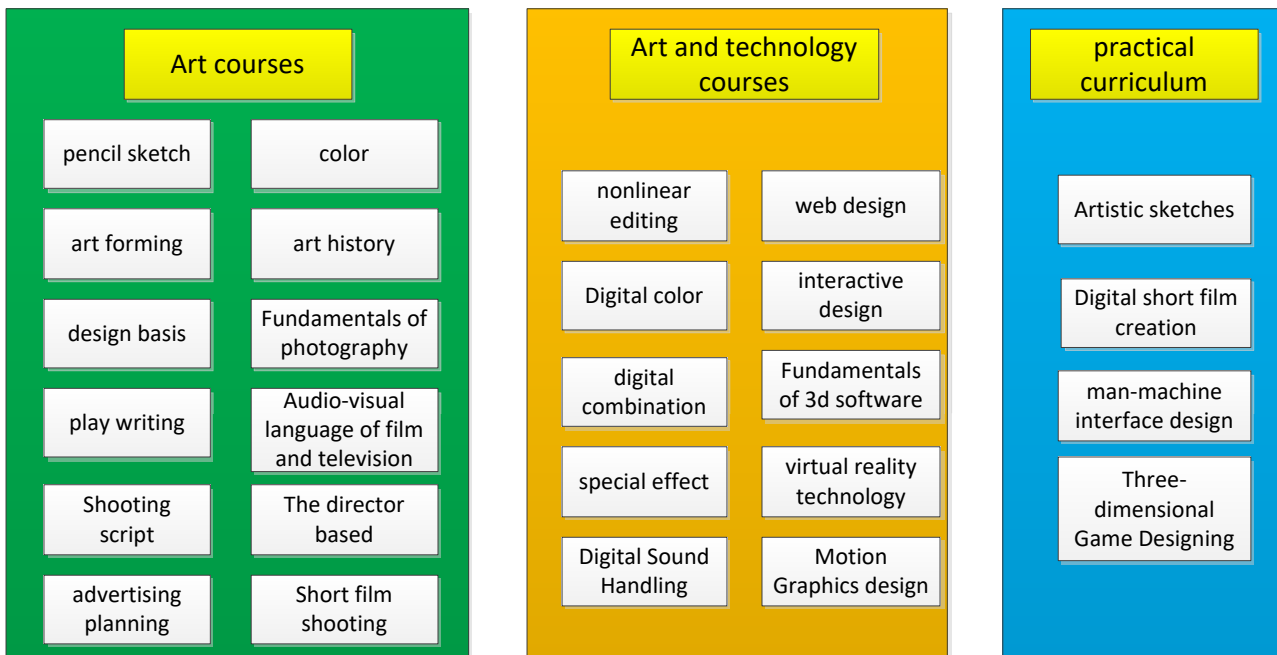 Art courses
pencil sketch
color
art forming
art history
design basis
Fundamentals of
photography
play writing
Audio-visual
language of film
and television
Shooting
script
The director
based
advertising
planning
Short film
shooting
Art and technology
courses
nonlinear
editing
web design
Digital color
interactive
design
digital
combination
Fundamentals
of 3d software
special effect
virtual reality
technology
Digital Sound
Handling
Motion
Graphics design
practical
curriculum
Artistic sketches
Digital short film
creation
man-machine
interface design
Three-
dimensional
Game Designing